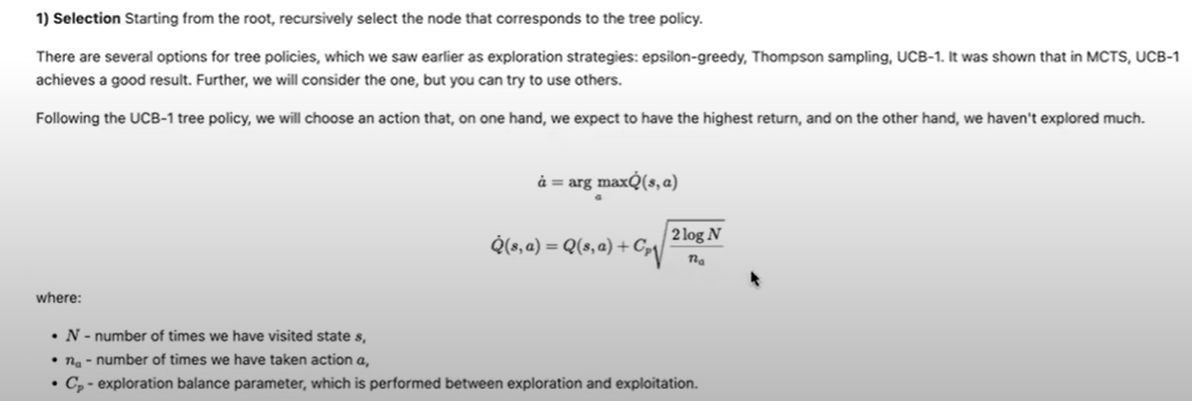 1) Selection Starting from the root, recursively select the node that corresponds to the tree policy.
There are several options for tree policies, which we saw earlier as exploration strategies: epsilon-greedy, Thompson sampling, UCB-1. It was shown that in MCTS, UCB-1
achieves a good result. Further, we will consider the one, but you can try to use others.
Following the UCB-1 tree policy, we will choose an action that, on one hand, we expect to have the highest return, and on the other hand, we haven't explored much.
ȧ = arg max_a Q̇(s, a)
Q̇(s, a) = Q(s, a) + C_p √(2 log N / n_a)
where:
• N - number of times we have visited state s,
• n_a - number of times we have taken action a,
• C_p - exploration balance parameter, which is performed between exploration and exploitation.